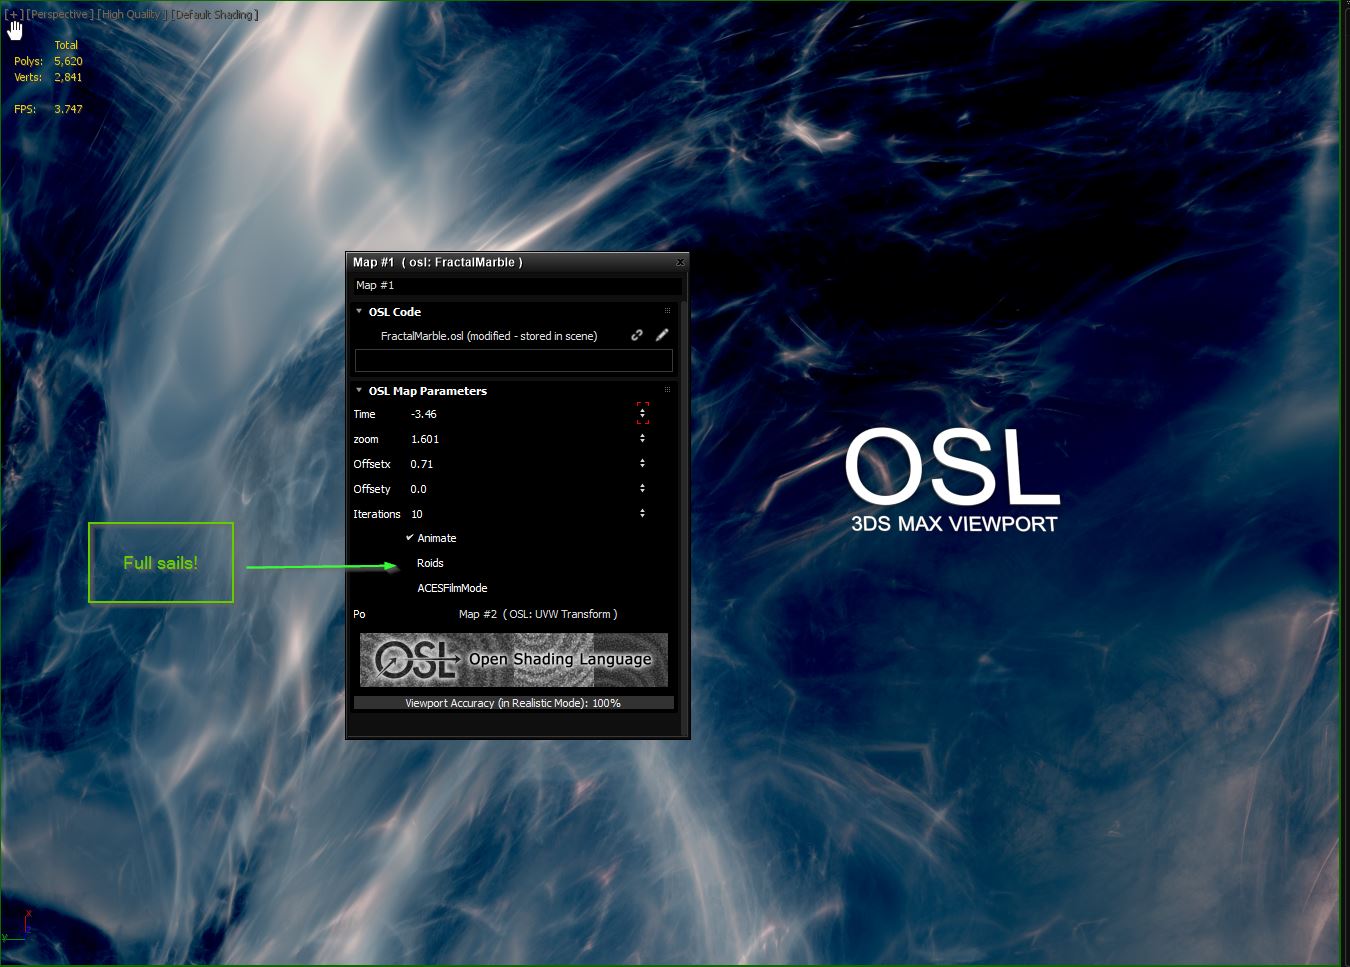 [+] [Perspective] [High Quality] [Default Shading]
Total
Polys: 5,620
Verts: 2,841
FPS: 3.747
Map #1 ( osl: FractalMarble )
Map #1
OSL Code
FractalMarble.osl (modified - stored in scene)
OSL Map Parameters
Time -3.46
zoom 1.601
Offsetx 0.71
Offsety 0.0
Iterations 10
Animate
Roids
ACESFilmMode
Po Map #2 ( OSL: UVW Transform )
OSL Open Shading Language
Viewport Accuracy (in Realistic Mode): 100%
Full sails!
OSL
3DS MAX VIEWPORT
x
z
y